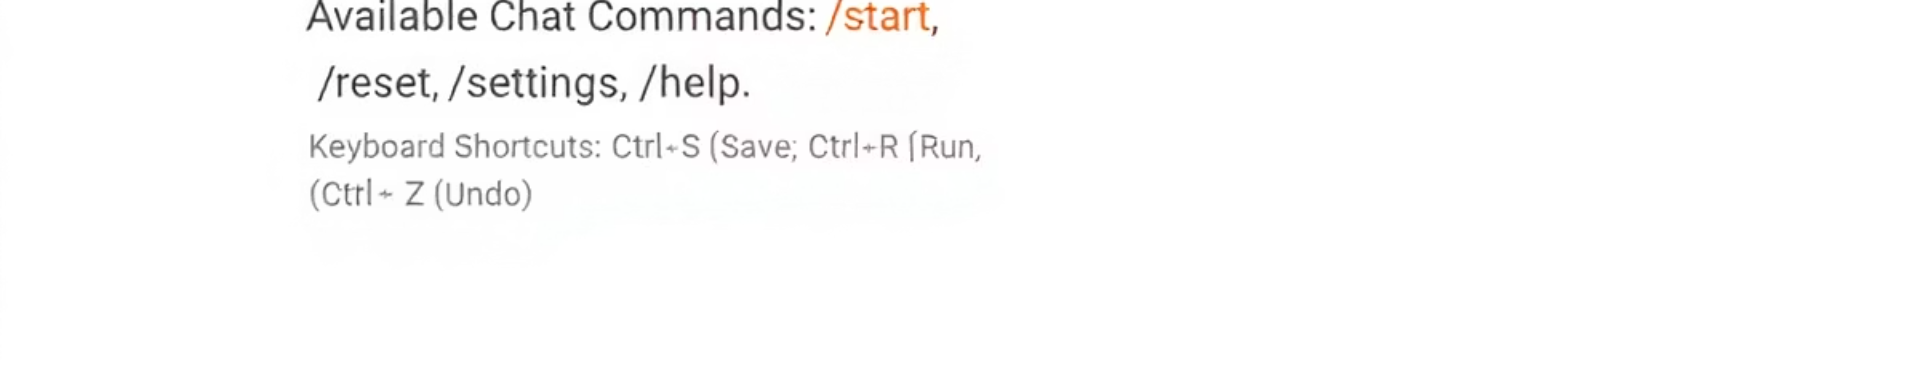 Available Chat Commands: /start,
/reset, /settings, /help.
Keyboard Shortcuts: Ctrl+S (Save; Ctrl+R ⌠Run,
(Ctrl + Z (Undo)